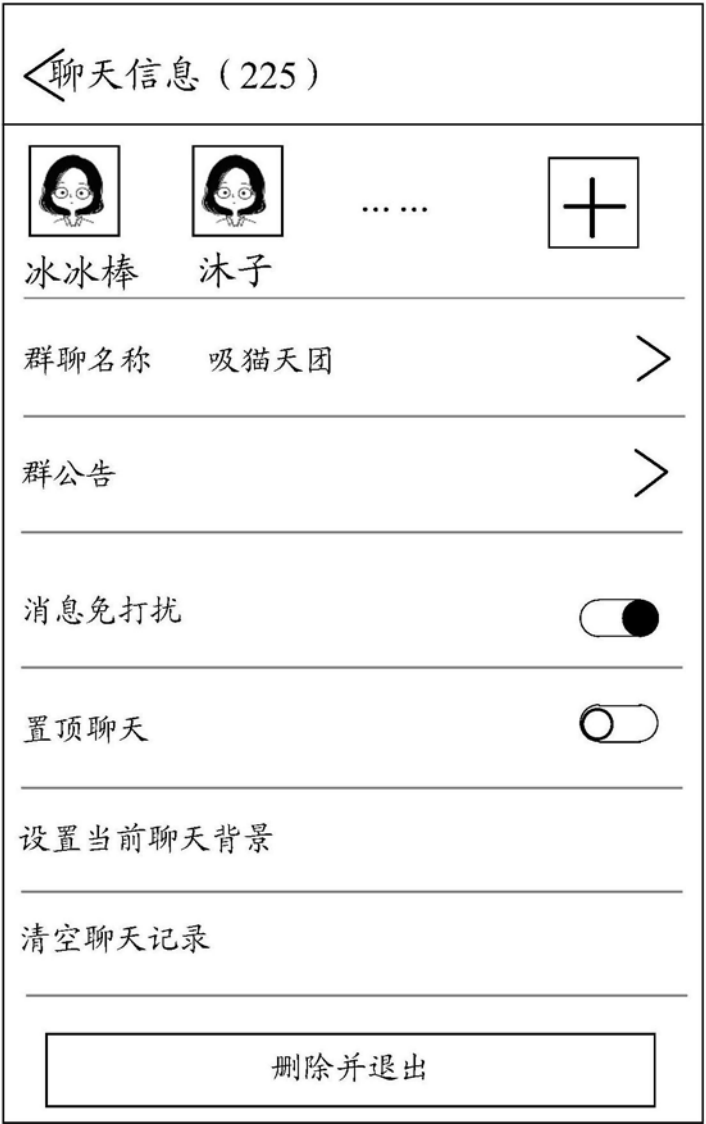 聊天信息（225）
冰冰棒 沐子
…… 
群聊名称 吸猫天团
群公告
消息免打扰
置顶聊天
设置当前聊天背景
清空聊天记录
删除并退出